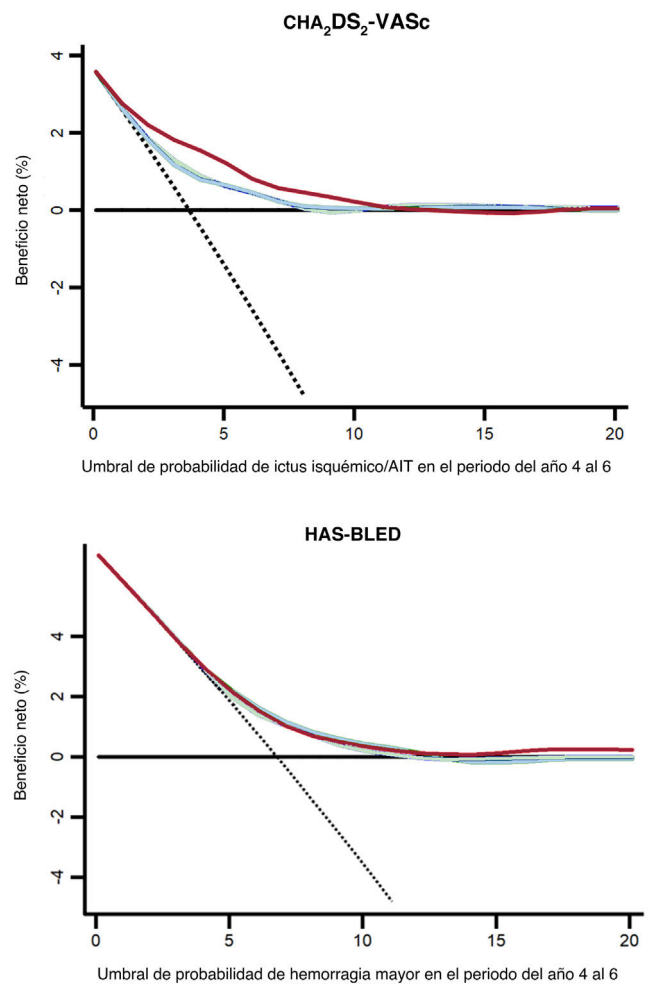 CHA₂DS₂-VASc
4
2
0
-2
-4
Beneficio neto (%)
0 5 10 15 20
Umbral de probabilidad de ictus isquémico/AIT en el periodo del año 4 al 6
HAS-BLED
4
2
0
-2
-4
Beneficio neto (%)
0 5 10 15 20
Umbral de probabilidad de hemorragia mayor en el periodo del año 4 al 6